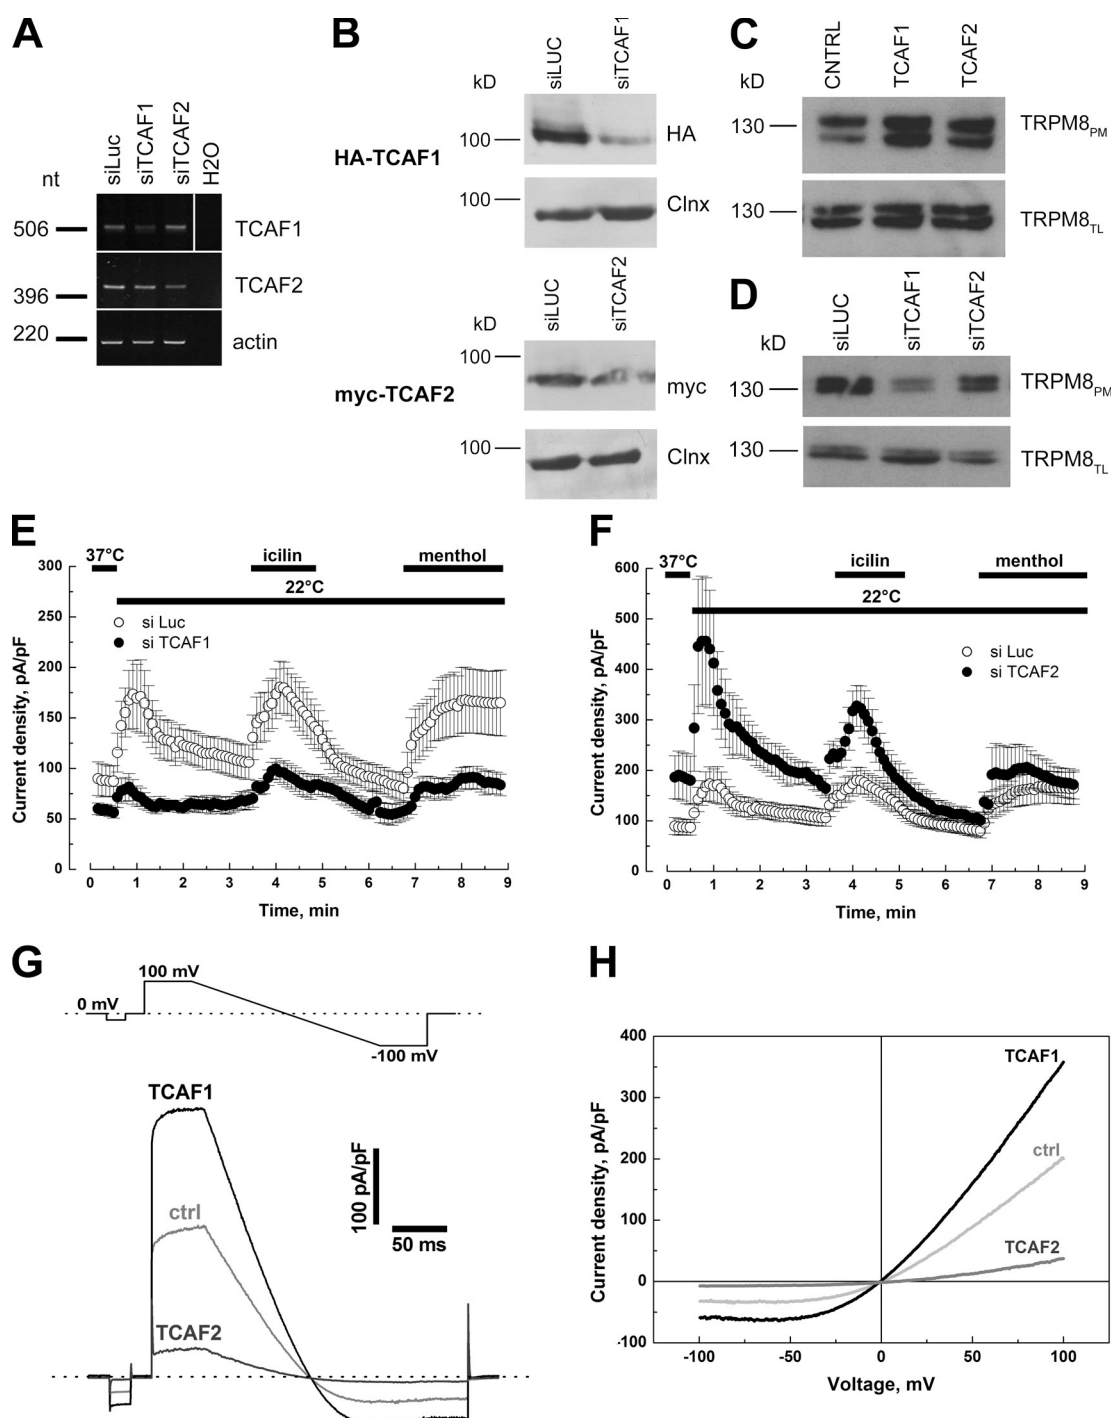 A
nt
siLuc
siTCAF1
siTCAF2
H2O
506
TCAF1
396
TCAF2
220
actin
B
kD
siLUC
siTCAF1
HA-TCAF1
100
HA
100
Clnx
kD
siLUC
siTCAF2
myc-TCAF2
100
myc
100
Clnx
C
kD
CNTRL
TCAF1
TCAF2
130
TRPM8PM
130
TRPM8TL
D
kD
siLUC
siTCAF1
siTCAF2
130
TRPM8PM
130
TRPM8TL
E
37°C
icilin
menthol
22°C
si Luc
si TCAF1
Current density, pA/pF
300
250
200
150
100
50
0
0 1 2 3 4 5 6 7 8 9
Time, min
F
37°C
icilin
menthol
22°C
si Luc
si TCAF2
Current density, pA/pF
600
500
400
300
200
100
0
0 1 2 3 4 5 6 7 8 9
Time, min
G
100 mV
0 mV
-100 mV
TCAF1
ctrl
TCAF2
100 pA/pF
50 ms
H
Current density, pA/pF
400
300
200
100
0
-100
TCAF1
ctrl
TCAF2
-100 -50 0 50 100
Voltage, mV